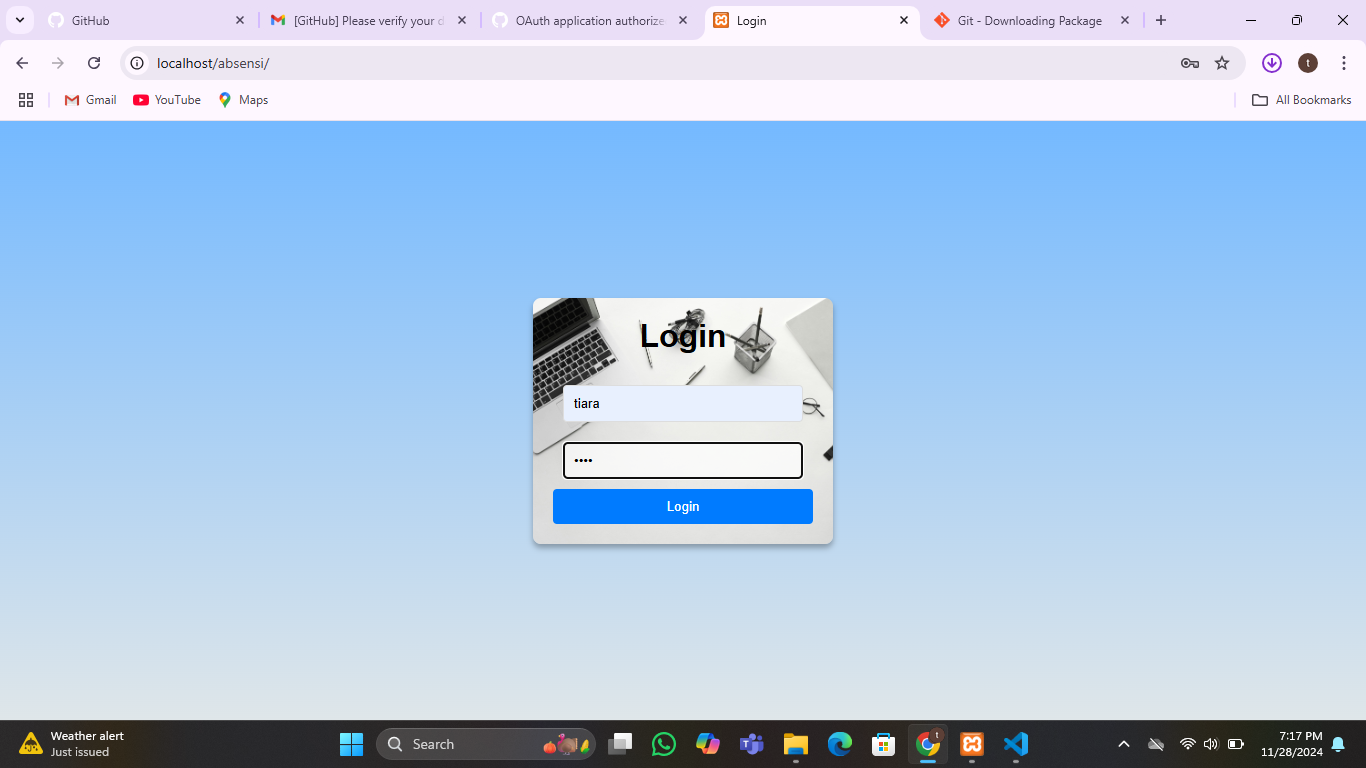 GitHub
[GitHub] Please verify your d
OAuth application authorize
Login
Git - Downloading Package
localhost/absensi/
t
Gmail
YouTube
Maps
All Bookmarks
Login
tiara
••••
Login
Weather alert
Just issued
Search
t
7:17 PM
11/28/2024